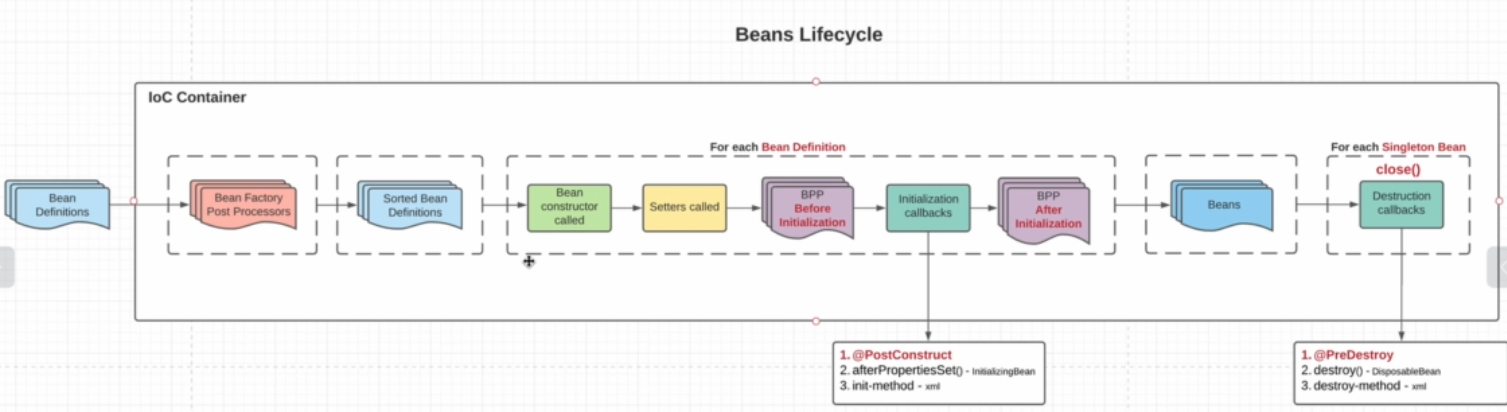 Beans Lifecycle
IoC Container
For each Bean Definition
For each Singleton Bean
close()
Bean
Definitions
Bean Factory
Post Processors
Sorted Bean
Definitions
Bean
constructor
called
Setters called
BPP
Before
Initialization
Initialization
callbacks
BPP
After
Initialization
Beans
Destruction
callbacks
1. @PostConstruct
2. afterPropertiesSet() - InitializingBean
3. init-method - xml
1. @PreDestroy
2. destroy() - DisposableBean
3. destroy-method - xml